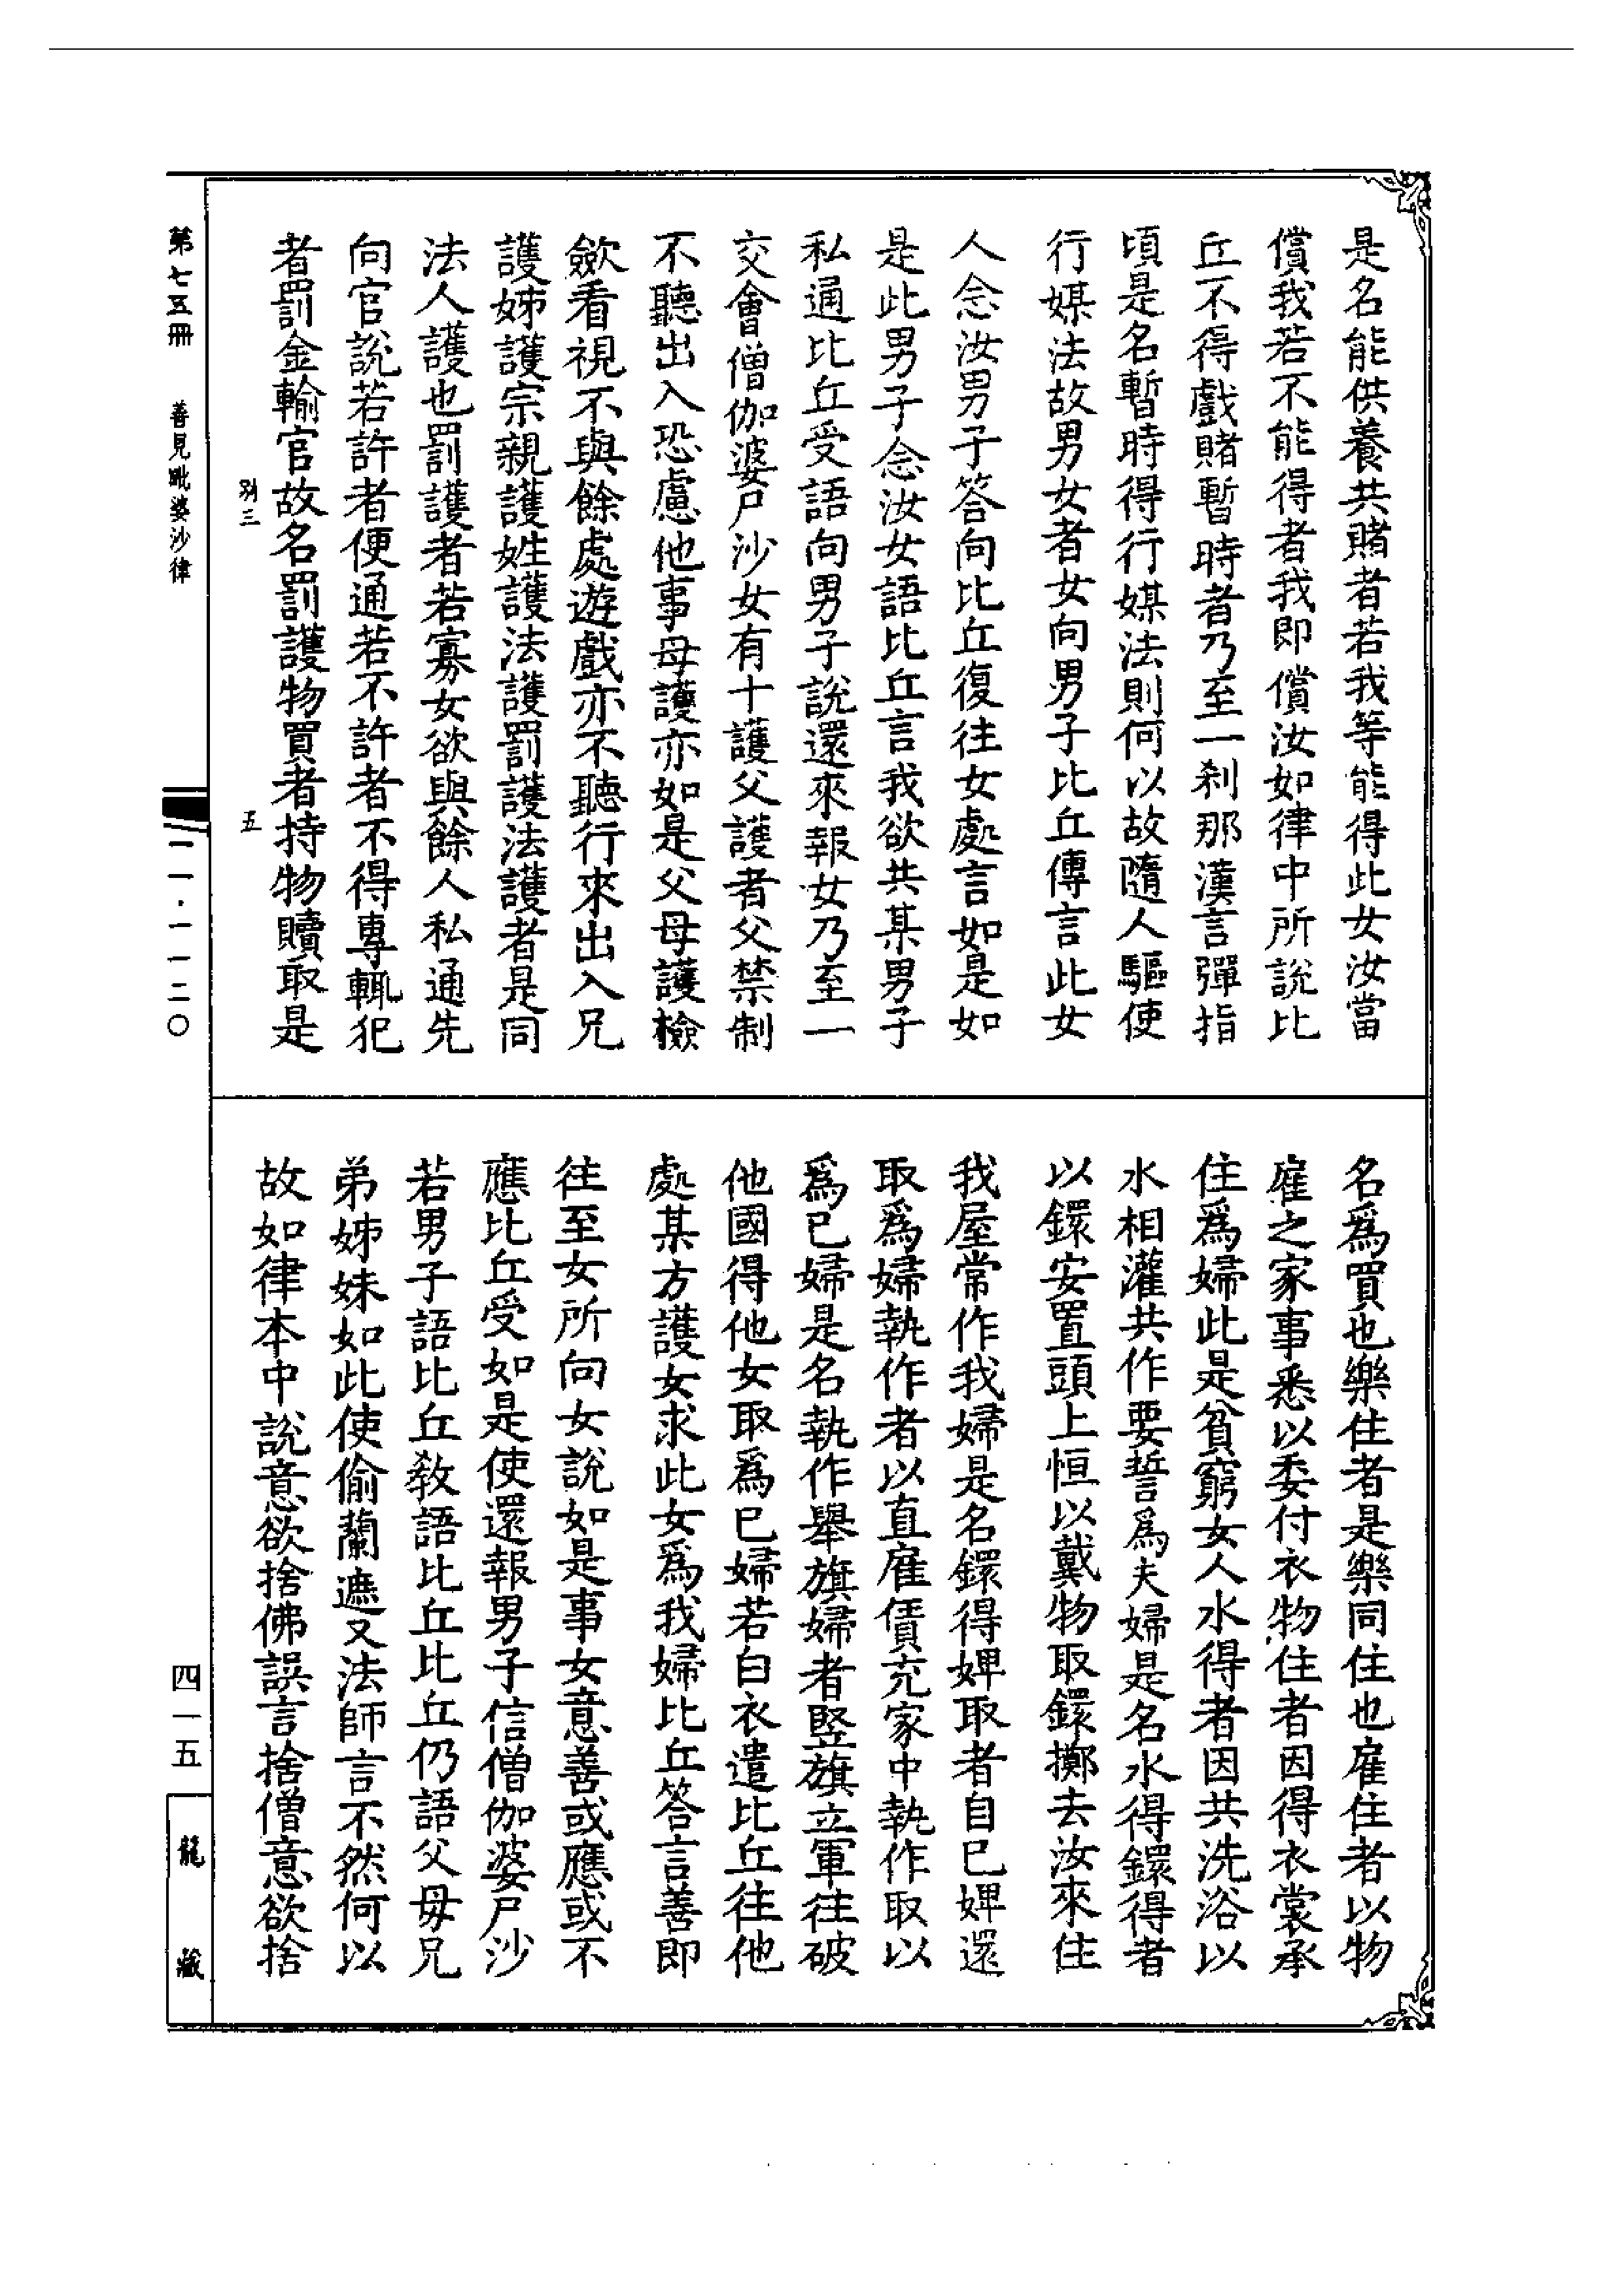 是名能供養共賭者若我等能得此女汝當
償我若不能得者我即償汝如律中所說比
丘不得戲賭暫時者乃至一剎那漢言彈指
頃是名暫時得行媒法則何以故隨人驅使
行媒法故男女者女向男子比丘傳言此女
人念汝男子答向比丘復往女處言如是如
是此男子念汝女語比丘言我欲共某男子
私通比丘受語向男子說還來報女乃至一
交會僧伽婆尸沙女有十護父護者父禁制
不聽出入恐慮他事母護亦如是父母護檢
歛看視不與餘處遊戲亦不聽行來出入兄
護姊護宗親護姓護法護罰護法護者是同
法人護也罰護者若寡女欲與餘人私通先
向官說若許者便通若不許者不得專輒犯
者罰金輸官故名罰護物買者持物贖取是
名爲買也樂住者是樂同住也雇住者以物
雇之家事悉以委付衣物住者因得衣裳承
住爲婦此是貧窮女人水得者因共洗浴以
水相灌共作要誓爲夫婦是名水得鐶得者
以鐶安置頭上恒以戴物取鐶擲去汝來住
我屋常作我婦是名鐶得婢取者自已婢還
取爲婦執作者以直雇債充家中執作取以
爲已婦是名執作舉旗婦者竪旗立軍往破
他國得他女取爲已婦若白衣遣比丘往他
處某方護女求此女爲我婦比丘答言善即
往至女所向女說如是事女意善或應或不
應比丘受如是使還報男子信僧伽婆尸沙
若男子語比丘教語比丘比丘仍語父母兄
弟姊妹如此使偷蘭遮又法師言不然何以
故如律本中說意欲捨佛誤言捨僧意欲捨
別三
五
第七五冊
善見毗婆沙律
一一·一一二〇
四一五
龍藏